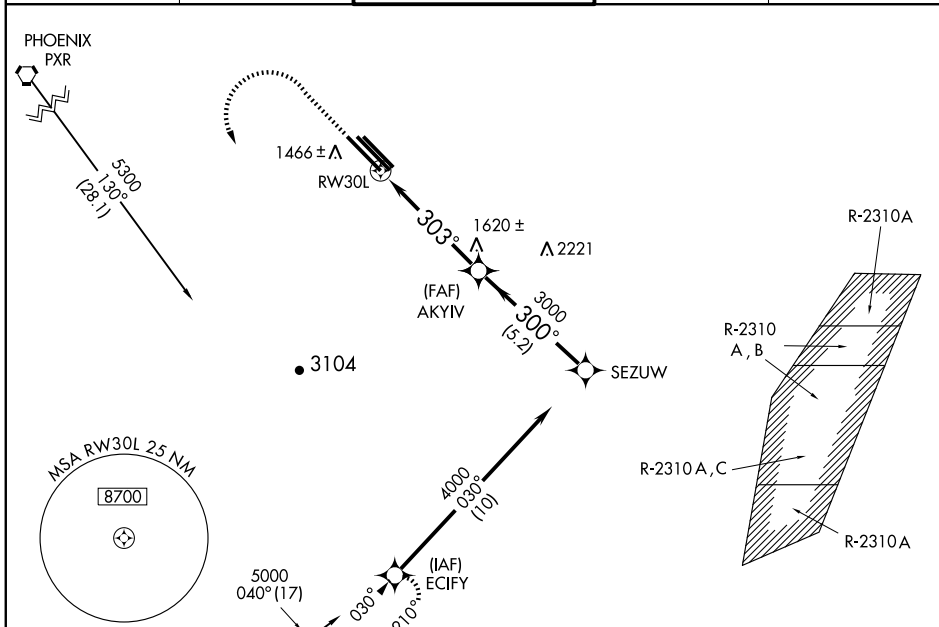 PHOENIX
PXR
5300
130°
(28.1)
1466 ±
RW30L
303°
1620 ±
2221
(FAF)
AKYIV
3000
300°
(5.2)
SEZUW
3104
R-2310A
R-2310
A, B
R-2310 A, C
R-2310 A
MSA RW30L 25 NM
8700
4000
030°
(10)
(IAF)
ECIFY
5000
040° (17)
030°
210°